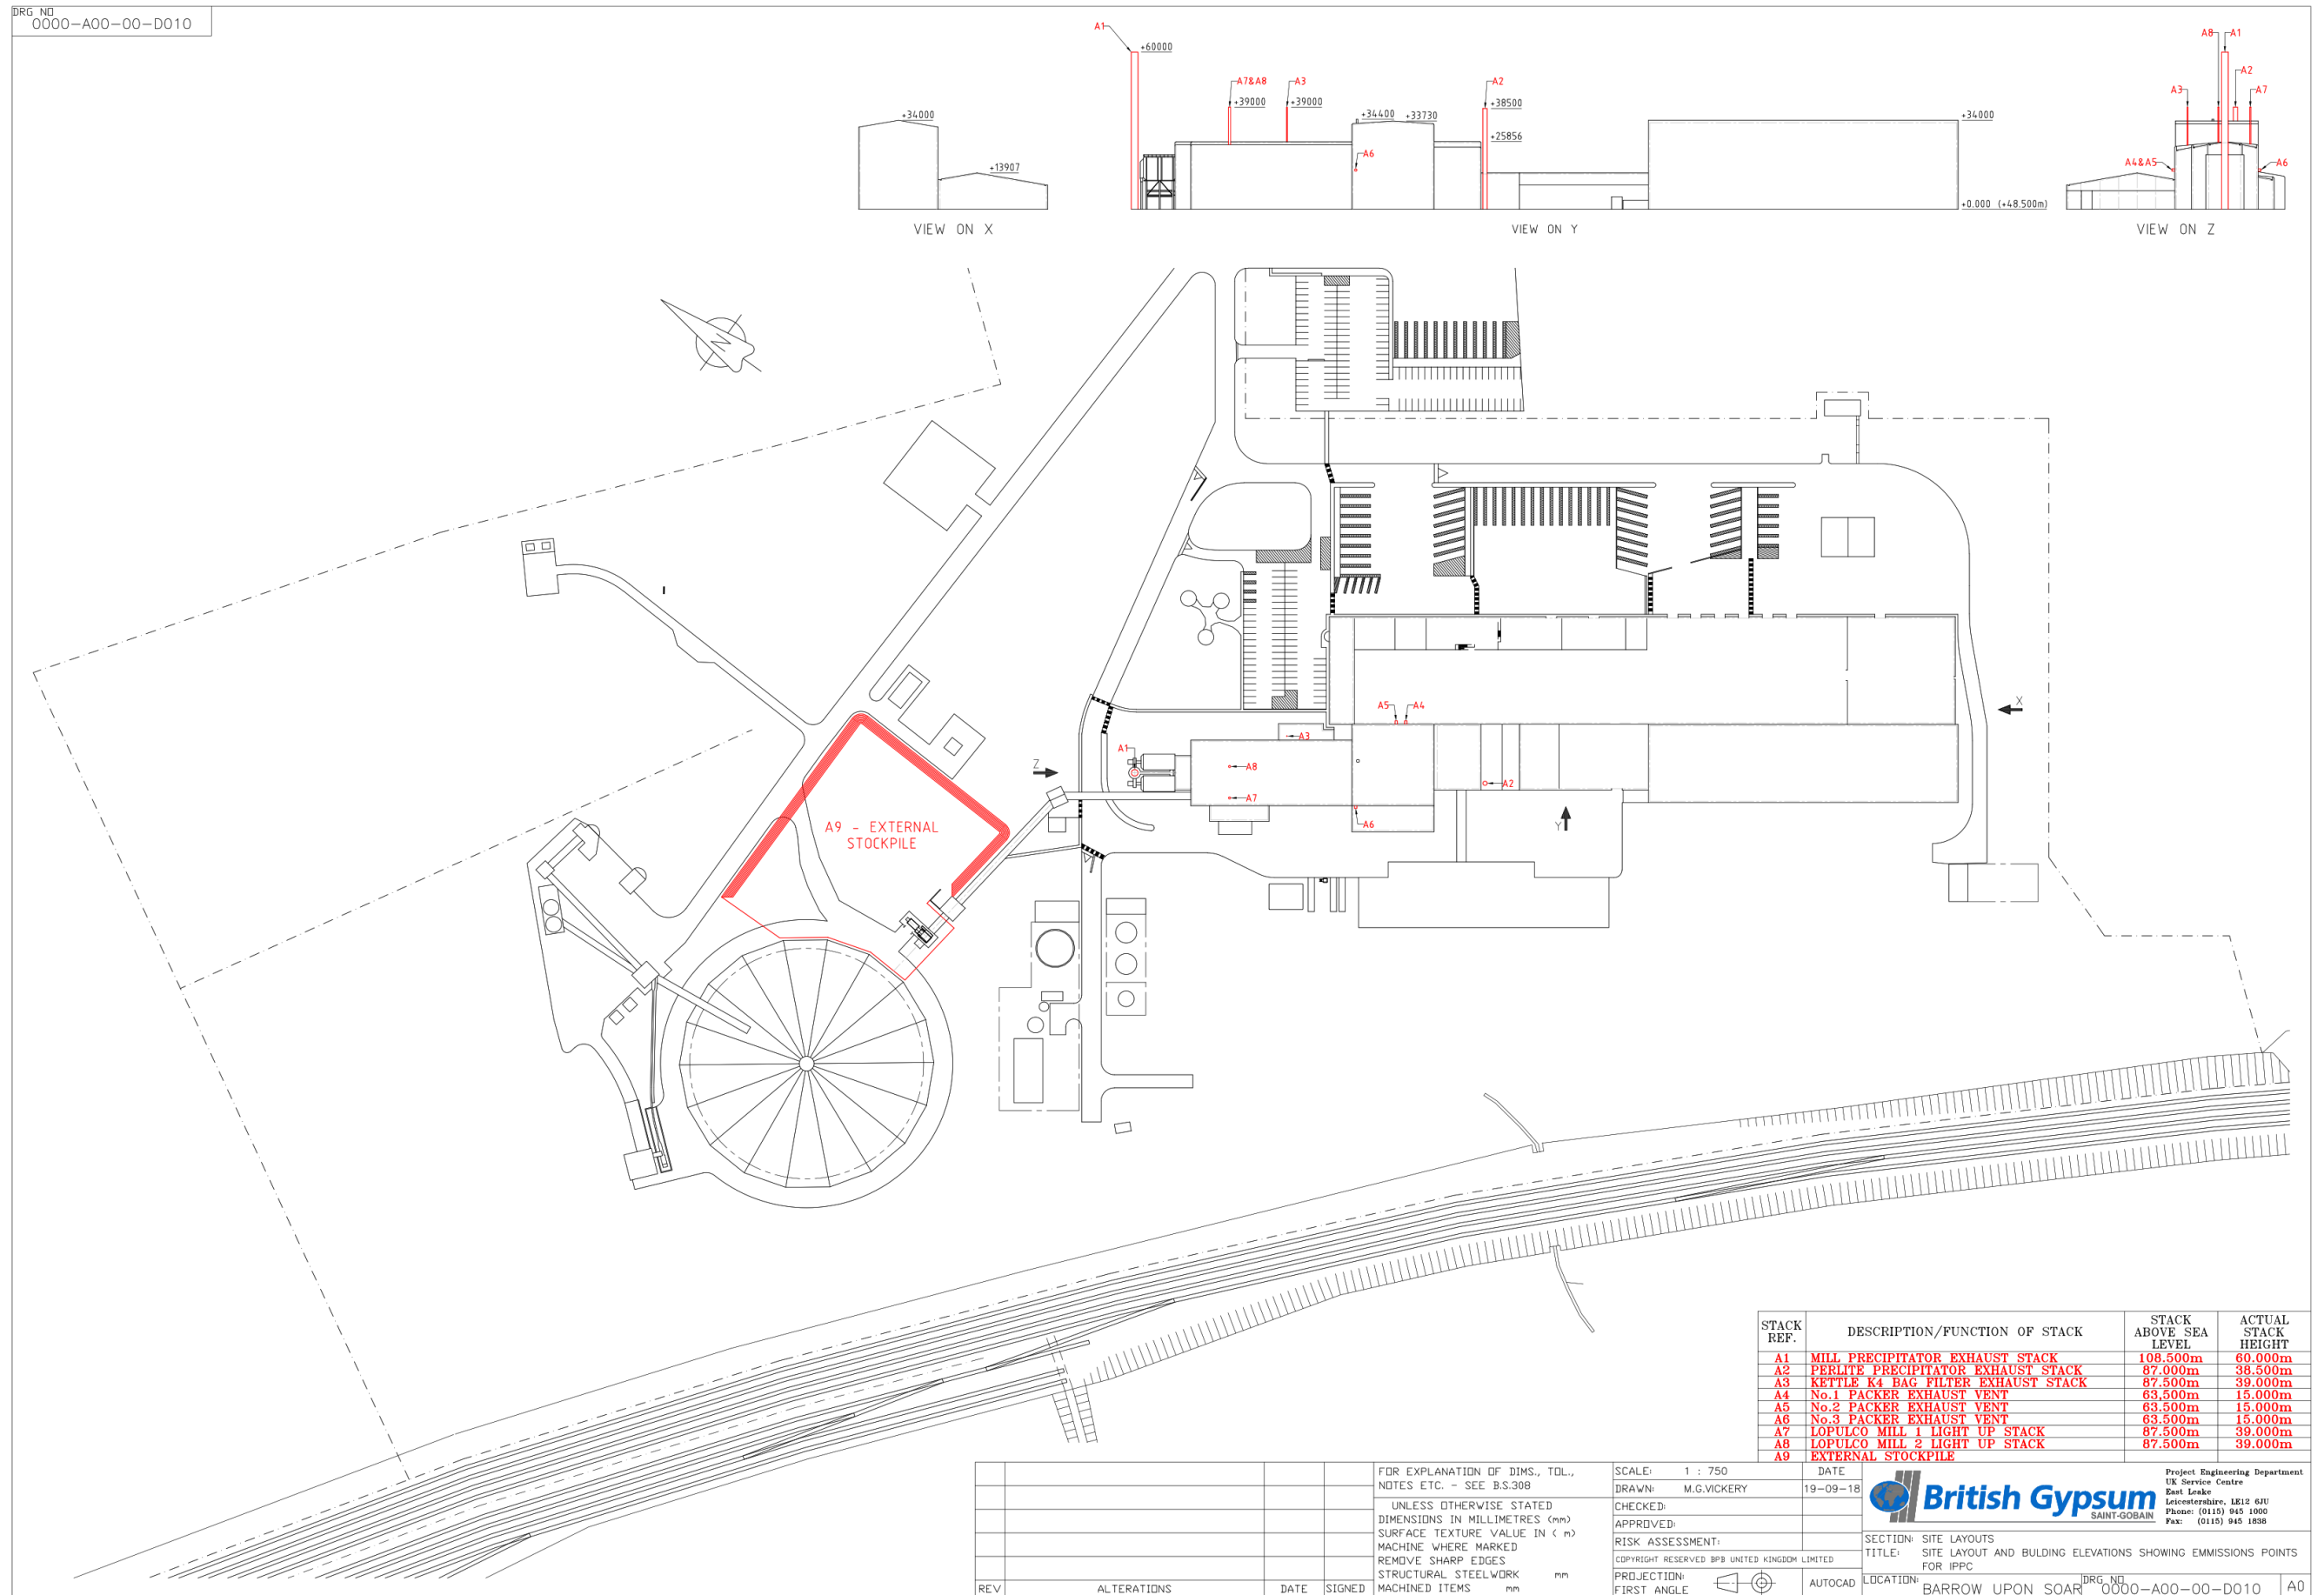 DRG NO
0000-A00-00-D010
A1
+60000
A7&A8
+39000
A3
+39000
+34400
+33730
A6
A2
+38500
+25856
+34000
+13907
VIEW ON X
+34000
+0.000 (+48.500m)
VIEW ON Y
A8
A1
A2
A3
A7
A4&A5
A6
VIEW ON Z
N
X
A5
A4
A3
A1
A8
A7
A2
A6
Z
Y
A9 - EXTERNAL
STOCKPILE
STACK REF.
DESCRIPTION/FUNCTION OF STACK
STACK ABOVE SEA LEVEL
ACTUAL STACK HEIGHT
A1 MILL PRECIPITATOR EXHAUST STACK 108.500m 60.000m
A2 PERLITE PRECIPITATOR EXHAUST STACK 87.000m 38.500m
A3 KETTLE K4 BAG FILTER EXHAUST STACK 87.500m 39.000m
A4 No.1 PACKER EXHAUST VENT 63,500m 15.000m
A5 No.2 PACKER EXHAUST VENT 63.500m 15.000m
A6 No.3 PACKER EXHAUST VENT 63.500m 15.000m
A7 LOPULCO MILL 1 LIGHT UP STACK 87.500m 39.000m
A8 LOPULCO MILL 2 LIGHT UP STACK 87.500m 39.000m
A9 EXTERNAL STOCKPILE
REV ALTERATIONS DATE SIGNED
FOR EXPLANATION OF DIMS., TOL.,
NOTES ETC. - SEE B.S.308
UNLESS OTHERWISE STATED
DIMENSIONS IN MILLIMETRES (mm)
SURFACE TEXTURE VALUE IN ( m)
MACHINE WHERE MARKED
REMOVE SHARP EDGES
STRUCTURAL STEELWORK mm
MACHINED ITEMS mm
SCALE: 1 : 750 DATE
DRAWN: M.G.VICKERY 19-09-18
CHECKED:
APPROVED:
RISK ASSESSMENT:
COPYRIGHT RESERVED BPB UNITED KINGDOM LIMITED
PROJECTION:
FIRST ANGLE
AUTOCAD
British Gypsum
SAINT-GOBAIN
Project Engineering Department
UK Service Centre
East Leake
Leicestershire, LE12 6JU
Phone: (0115) 945 1000
Fax: (0115) 945 1838
SECTION: SITE LAYOUTS
TITLE: SITE LAYOUT AND BULDING ELEVATIONS SHOWING EMMISSIONS POINTS
FOR IPPC
LOCATION: BARROW UPON SOAR
DRG NO 0000-A00-00-D010
A0